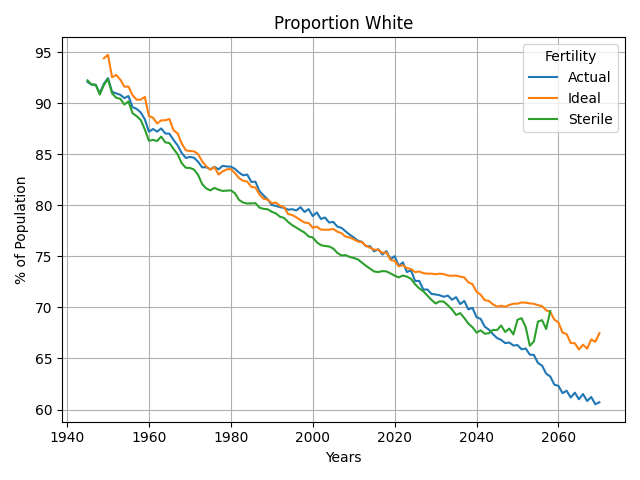 Proportion White
95
90
85
80
75
70
65
60
% of Population
Fertility
Actual
Ideal
Sterile
1940
1960
1980
2000
2020
2040
2060
Years